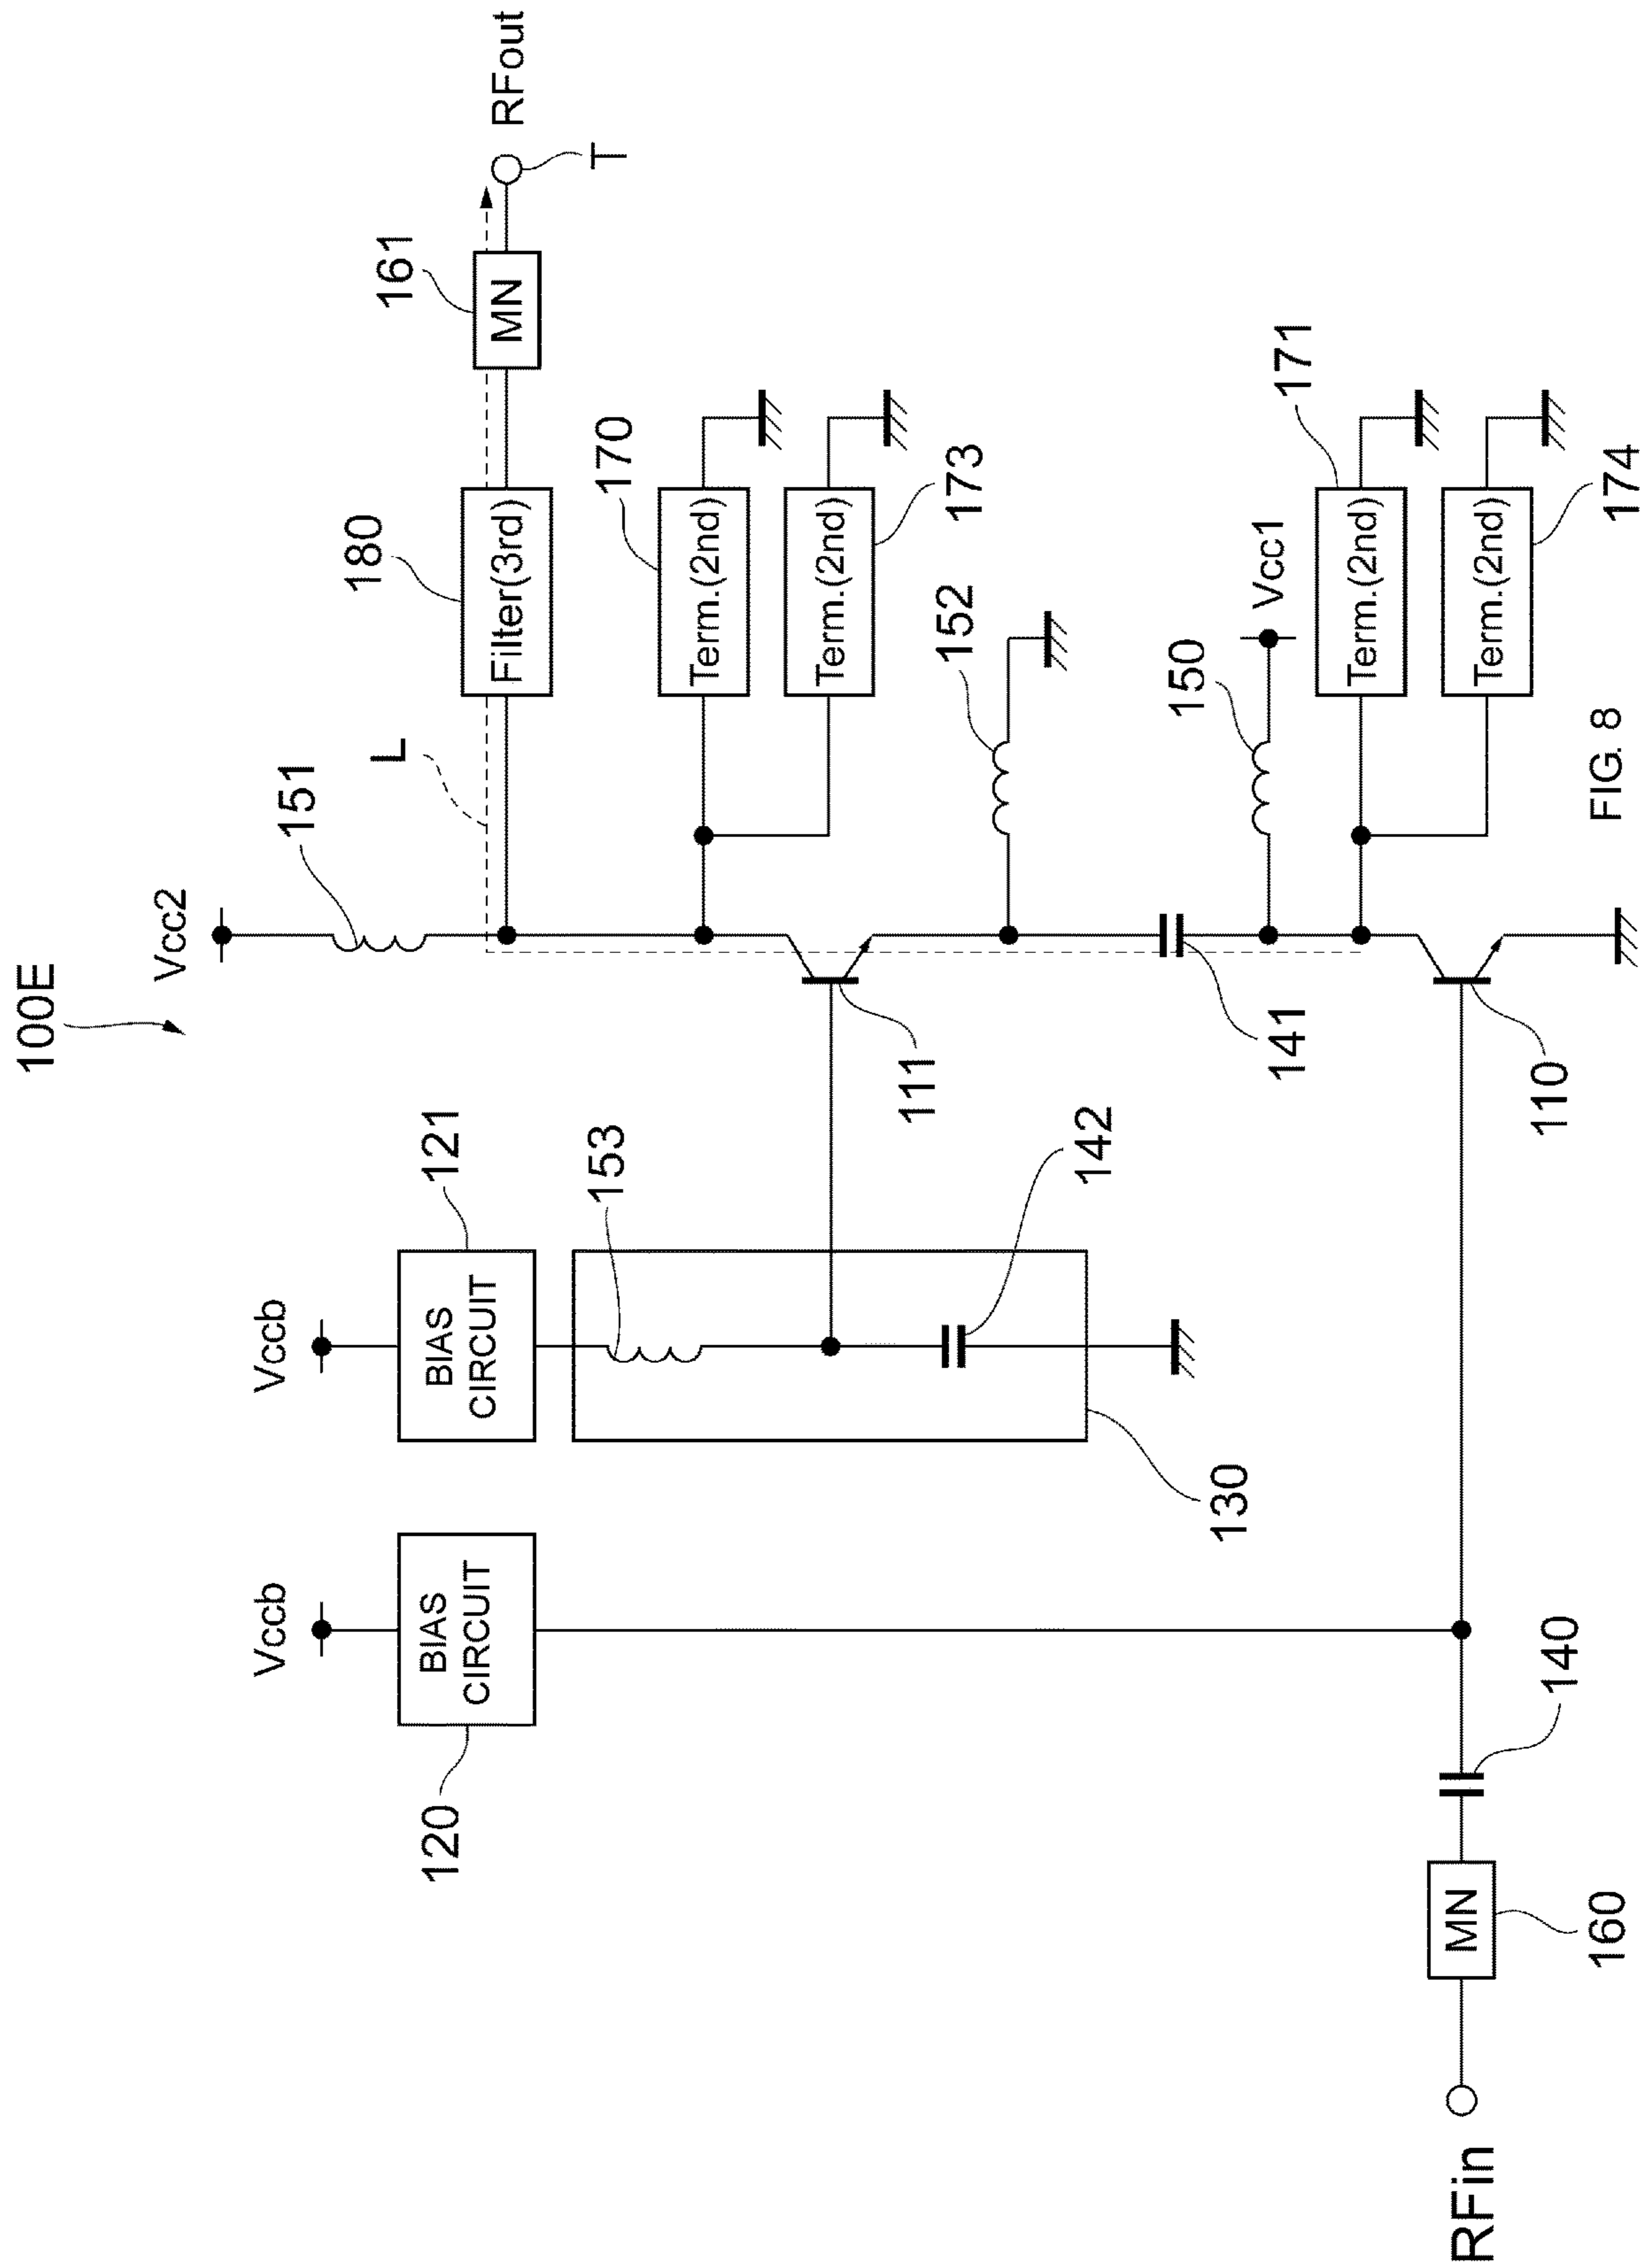 100E
Vcc2
151
L
180
Filter(3rd)
161
MN
RFout
T
170
Term.(2nd)
173
Term.(2nd)
Vccb
120
BIAS
CIRCUIT
Vccb
121
BIAS
CIRCUIT
153
142
130
111
152
141
150
Vcc1
171
Term.(2nd)
174
Term.(2nd)
110
RFin
MN
160
140
FIG. 8